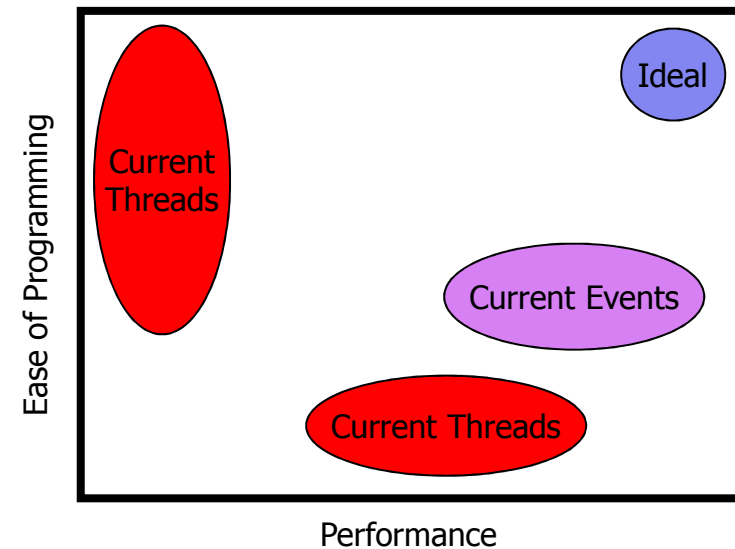 Ideal
Current
Threads
Current Events
Current Threads
Ease of Programming
Performance